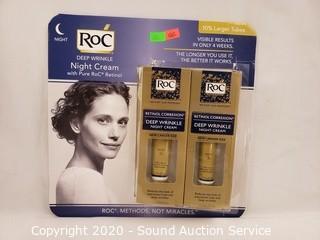 NIGHT
RoC
DEEP WRINKLE
Night Cream
with Pure RoC® Retinol
10% Larger Tubes
VISIBLE RESULTS
IN ONLY 4 WEEKS.
THE LONGER YOU USE IT,
THE BETTER IT WORKS
RoC
RETINOL CORREXION
DEEP WRINKLE
NIGHT CREAM
RoC
RETINOL CORREXION
DEEP WRINKLE
NIGHT CREAM
ROC®. METHODS, NOT MIRACLES.
Copyright 2020 - Sound Auction Service